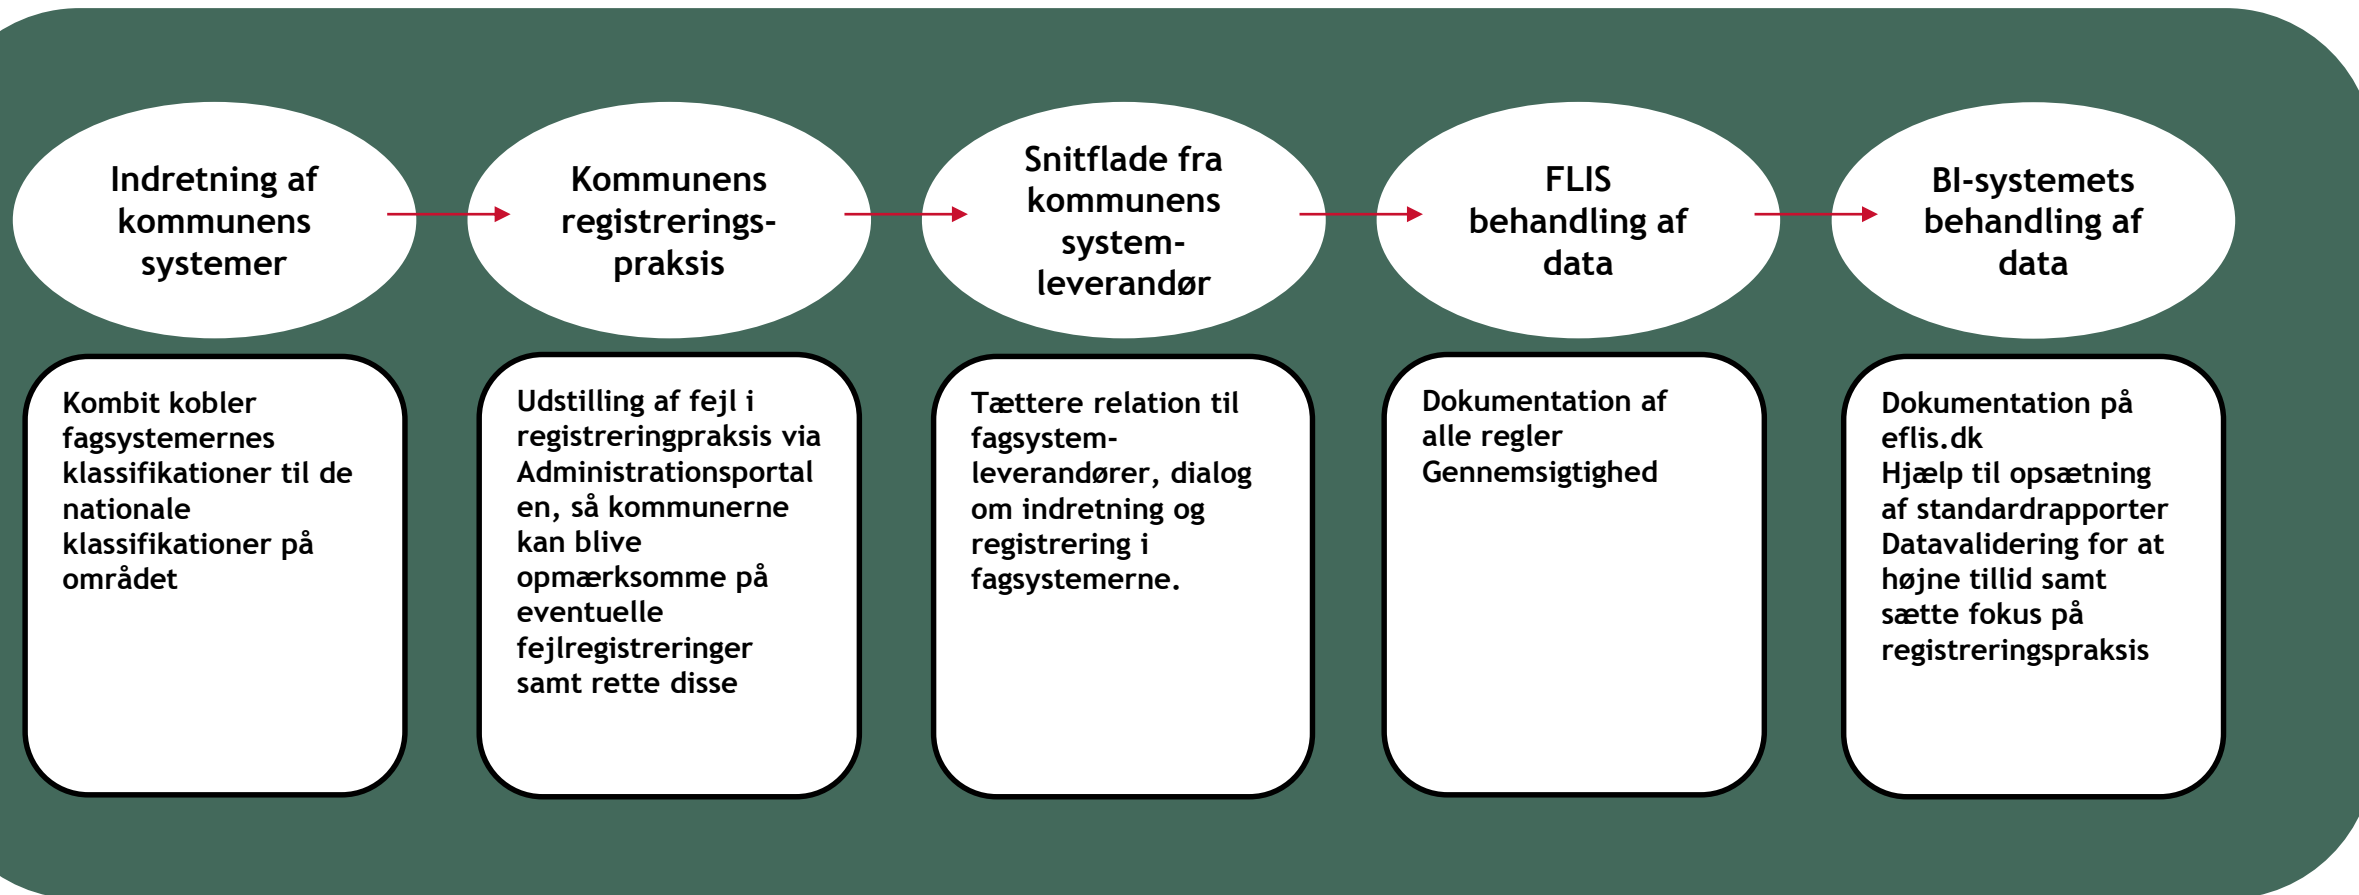 Indretning af
kommunens
systemer
Kommunens
registrerings-
praksis
Snitflade fra
kommunens
system-
leverandør
FLIS
behandling af
data
BI-systemets
behandling af
data
Kombit kobler
fagsystemernes
klassifikationer til de
nationale
klassifikationer på
området
Udstilling af fejl i
registreringpraksis via
Administrationsportal
en, så kommunerne
kan blive
opmærksomme på
eventuelle
fejlregistreringer
samt rette disse
Tættere relation til
fagsystem-
leverandører, dialog
om indretning og
registrering i
fagsystemerne.
Dokumentation af
alle regler
Gennemsigtighed
Dokumentation på
eflis.dk
Hjælp til opsætning
af standardrapporter
Datavalidering for at
højne tillid samt
sætte fokus på
registreringspraksis